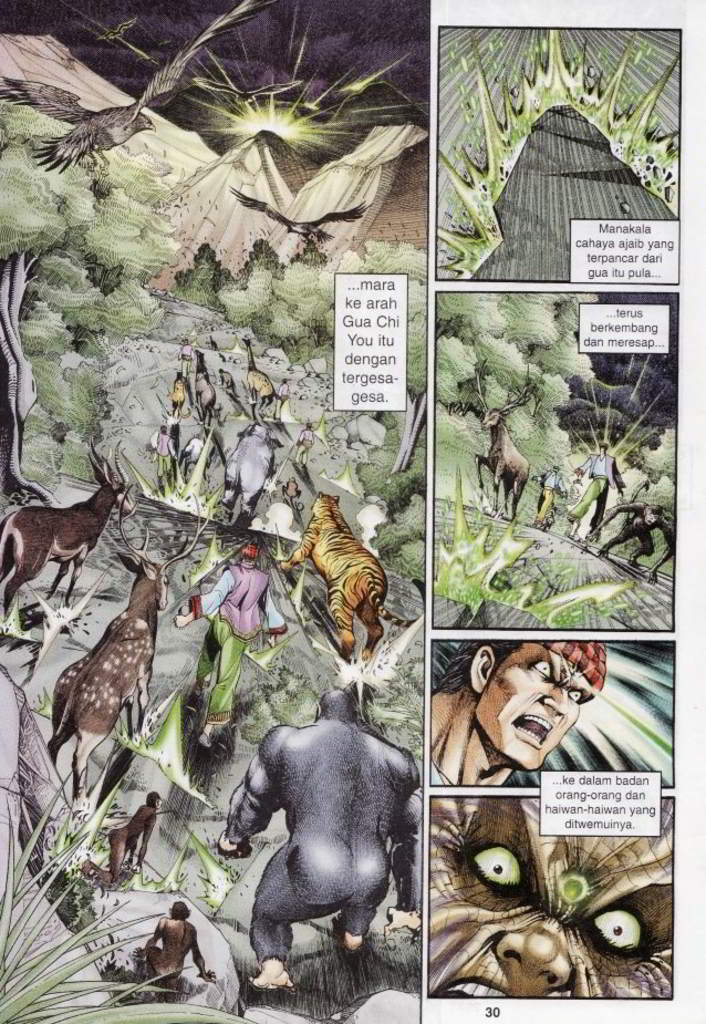 ...mara
ke arah
Gua Chi
You itu
dengan
tergesa-
gesa.
Manakala
cahaya ajaib yang
terpancar dari
gua itu pula...
...terus
berkembang
dan meresap...
...ke dalam badan
orang-orang dan
haiwan-haiwan yang
ditwemuinya.
30